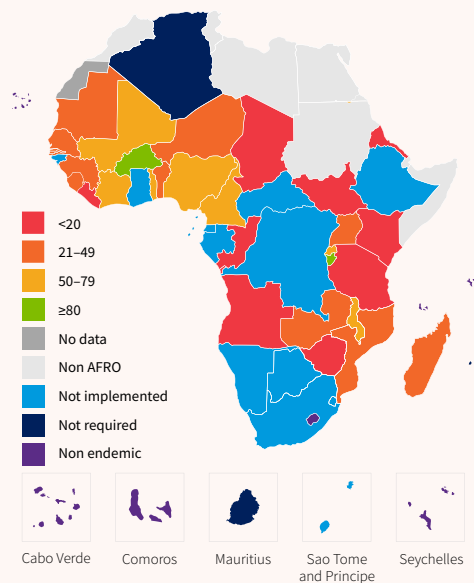 <20
21–49
50–79
≥80
No data
Non AFRO
Not implemented
Not required
Non endemic
Cabo Verde
Comoros
Mauritius
Sao Tome
and Principe
Seychelles